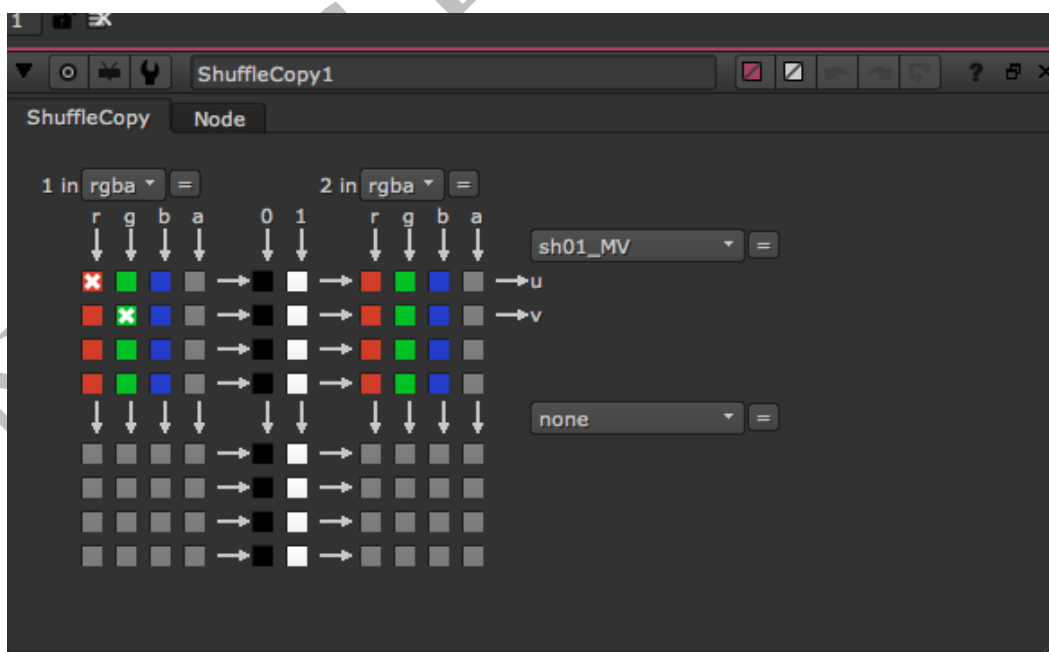 1
ShuffleCopy1 ?
ShuffleCopy Node
1 in rgba = 2 in rgba =
r g b a 0 1 r g b a
sh01_MV =
u
v
none =